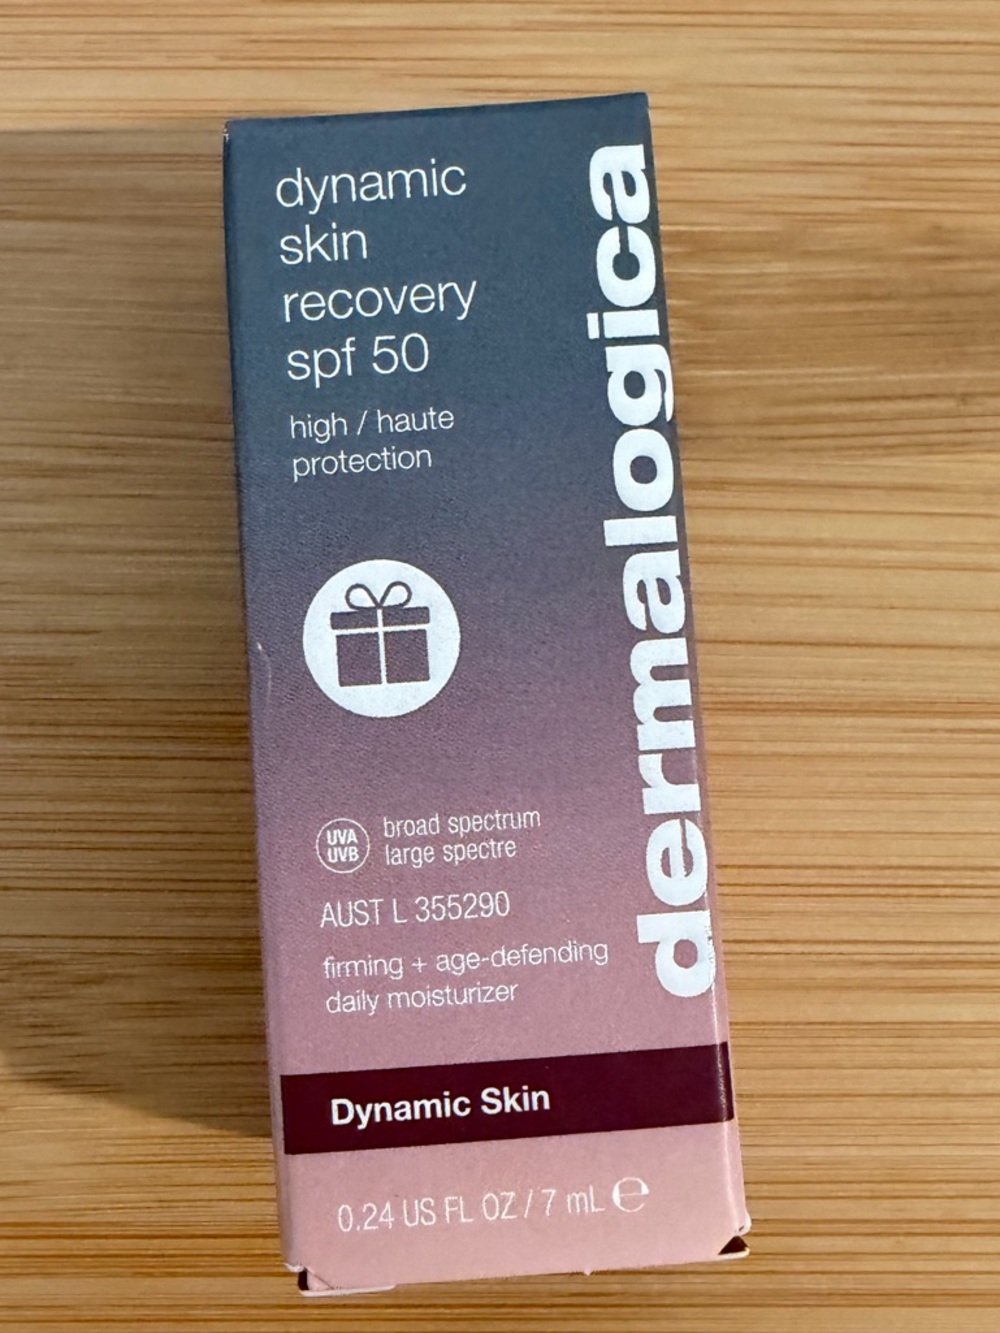 dynamic
skin
recovery
spf 50
high / haute
protection
UVA
UVB
broad spectrum
large spectre
AUST L 355290
firming + age-defending
daily moisturizer
Dynamic Skin
0.24 US FL OZ / 7 mL ℮
dermalogica